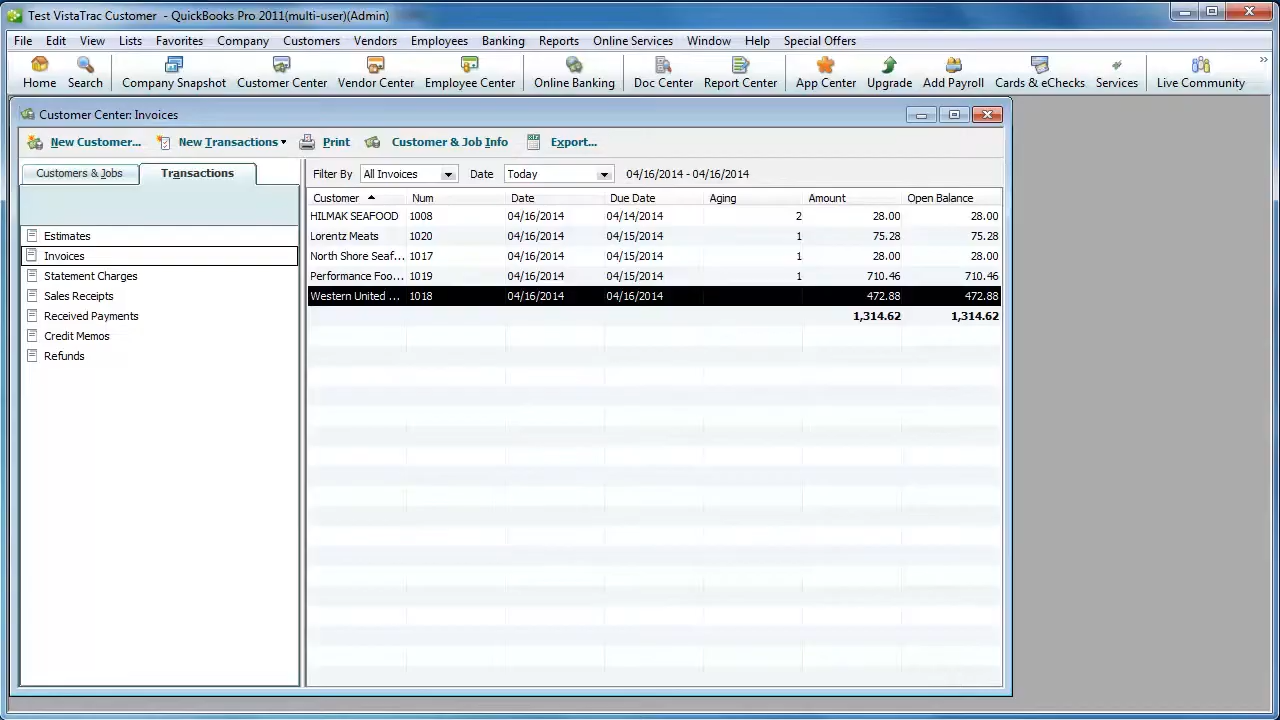 Test VistaTrac Customer - QuickBooks Pro 2011(multi-user)(Admin)
File Edit View Lists Favorites Company Customers Vendors Employees Banking Reports Online Services Window Help Special Offers
Home Search Company Snapshot Customer Center Vendor Center Employee Center Online Banking Doc Center Report Center App Center Upgrade Add Payroll Cards & eChecks Services Live Community
Customer Center: Invoices
New Customer... New Transactions Print Customer & Job Info Export...
Customers & Jobs Transactions
Estimates
Invoices
Statement Charges
Sales Receipts
Received Payments
Credit Memos
Refunds
Filter By All Invoices Date Today 04/16/2014 - 04/16/2014
Customer Num Date Due Date Aging Amount Open Balance
HILMAK SEAFOOD 1008 04/16/2014 04/14/2014 2 28.00 28.00
Lorentz Meats 1020 04/16/2014 04/15/2014 1 75.28 75.28
North Shore Seaf... 1017 04/16/2014 04/15/2014 1 28.00 28.00
Performance Foo... 1019 04/16/2014 04/15/2014 1 710.46 710.46
Western United ... 1018 04/16/2014 04/16/2014 472.88 472.88
1,314.62 1,314.62